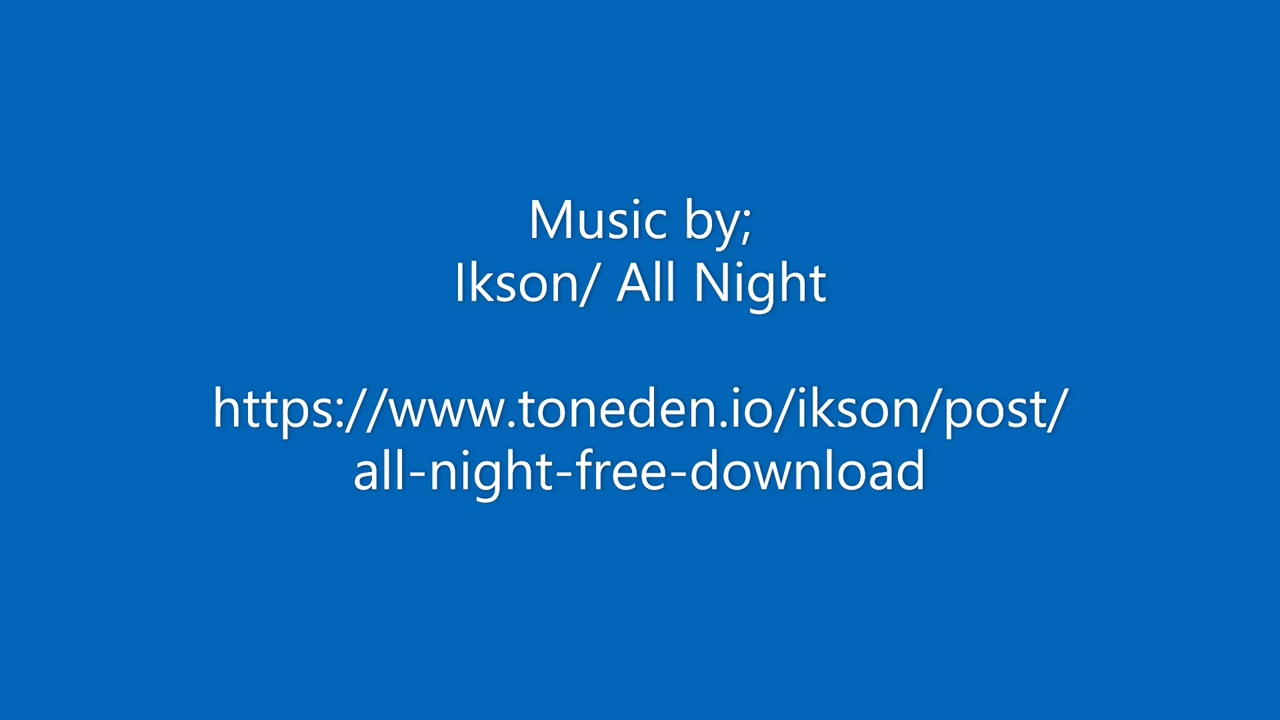 Music by;
Ikson/ All Night
https://www.toneden.io/ikson/post/
all-night-free-download